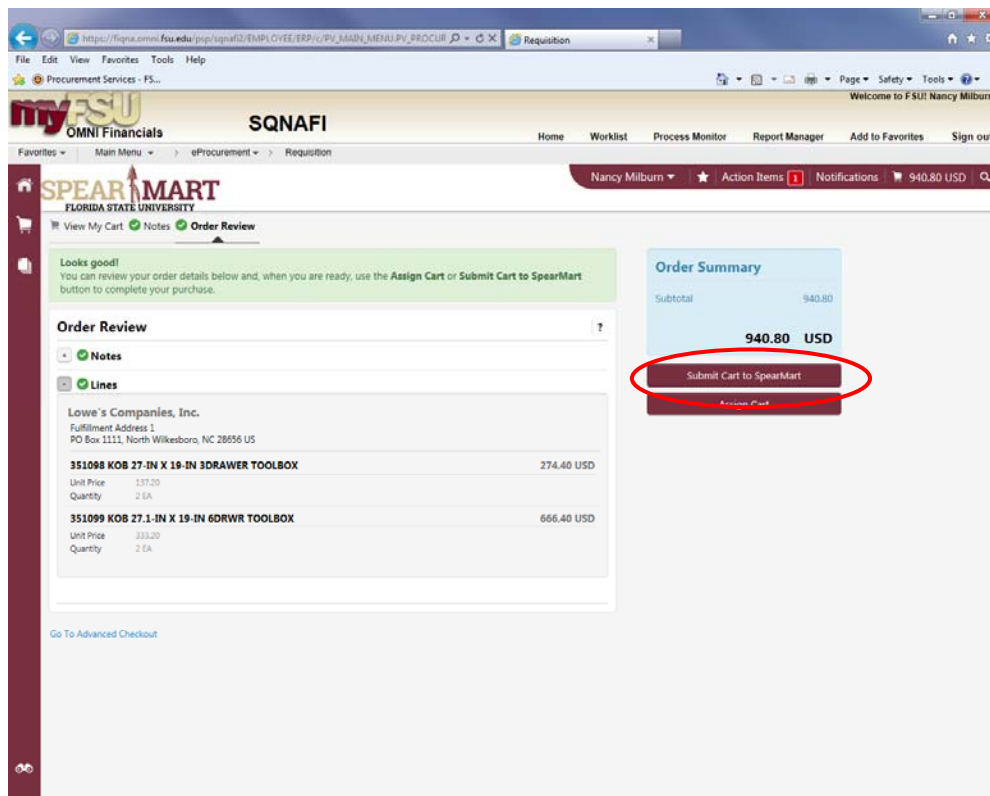 https://fiqna.omni.fsu.edu/psp/sqnafi2/EMPLOYEE/ERP/c/PV_MAIN_MENU.PV_PROCUR
Requisition
File Edit View Favorites Tools Help
Procurement Services - FS...
Page Safety Tools
Welcome to FSU! Nancy Milburn
myFSU
OMNI Financials
SQNAFI
Home Worklist Process Monitor Report Manager Add to Favorites Sign out
Favorites Main Menu > eProcurement > Requisition
SPEARMART
FLORIDA STATE UNIVERSITY
Nancy Milburn Action Items 1 Notifications 940.80 USD
View My Cart Notes Order Review
Looks good!
You can review your order details below and, when you are ready, use the Assign Cart or Submit Cart to SpearMart
button to complete your purchase.
Order Summary
Subtotal 940.80
940.80 USD
Submit Cart to SpearMart
Assign Cart
Order Review ?
Notes
Lines
Lowe's Companies, Inc.
Fulfillment Address 1
PO Box 1111, North Wilkesboro, NC 28656 US
351098 KOB 27-IN X 19-IN 3DRAWER TOOLBOX 274.40 USD
Unit Price 137.20
Quantity 2 EA
351099 KOB 27.1-IN X 19-IN 6DRWR TOOLBOX 666.40 USD
Unit Price 333.20
Quantity 2 EA
Go To Advanced Checkout